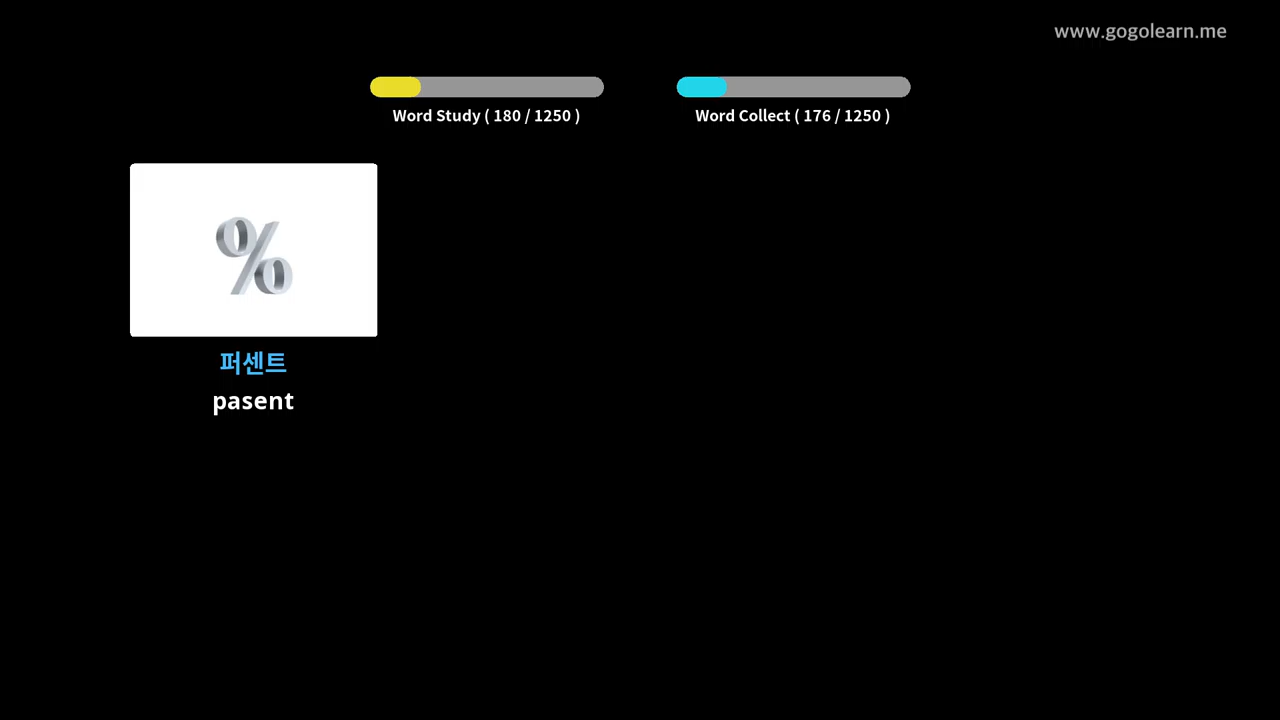 www.gogolearn.me
Word Study ( 180 / 1250 )
Word Collect ( 176 / 1250 )
%
퍼센트
pasent